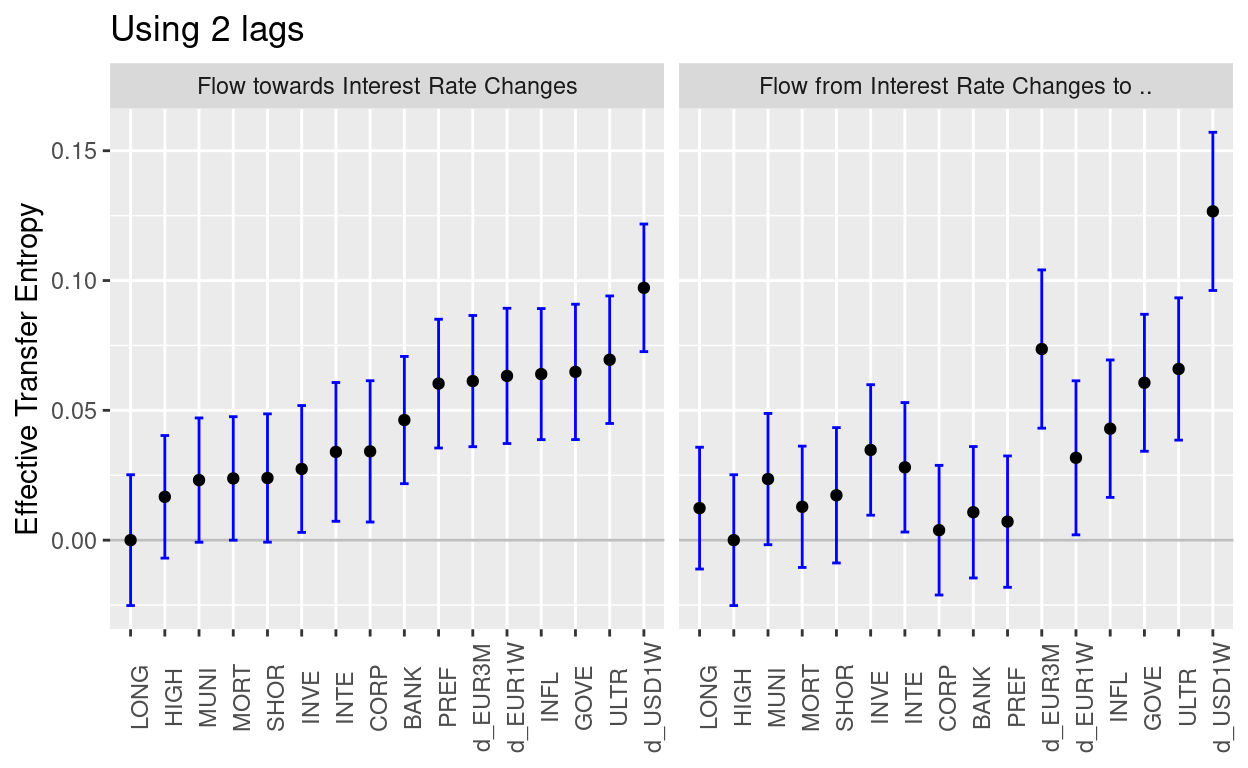 Using 2 lags
Flow towards Interest Rate Changes
Flow from Interest Rate Changes to ..
Effective Transfer Entropy
0.15
0.10
0.05
0.00
LONG
HIGH
MUNI
MORT
SHOR
INVE
INTE
CORP
BANK
PREF
d_EUR3M
d_EUR1W
INFL
GOVE
ULTR
d_USD1W
LONG
HIGH
MUNI
MORT
SHOR
INVE
INTE
CORP
BANK
PREF
d_EUR3M
d_EUR1W
INFL
GOVE
ULTR
d_USD1W